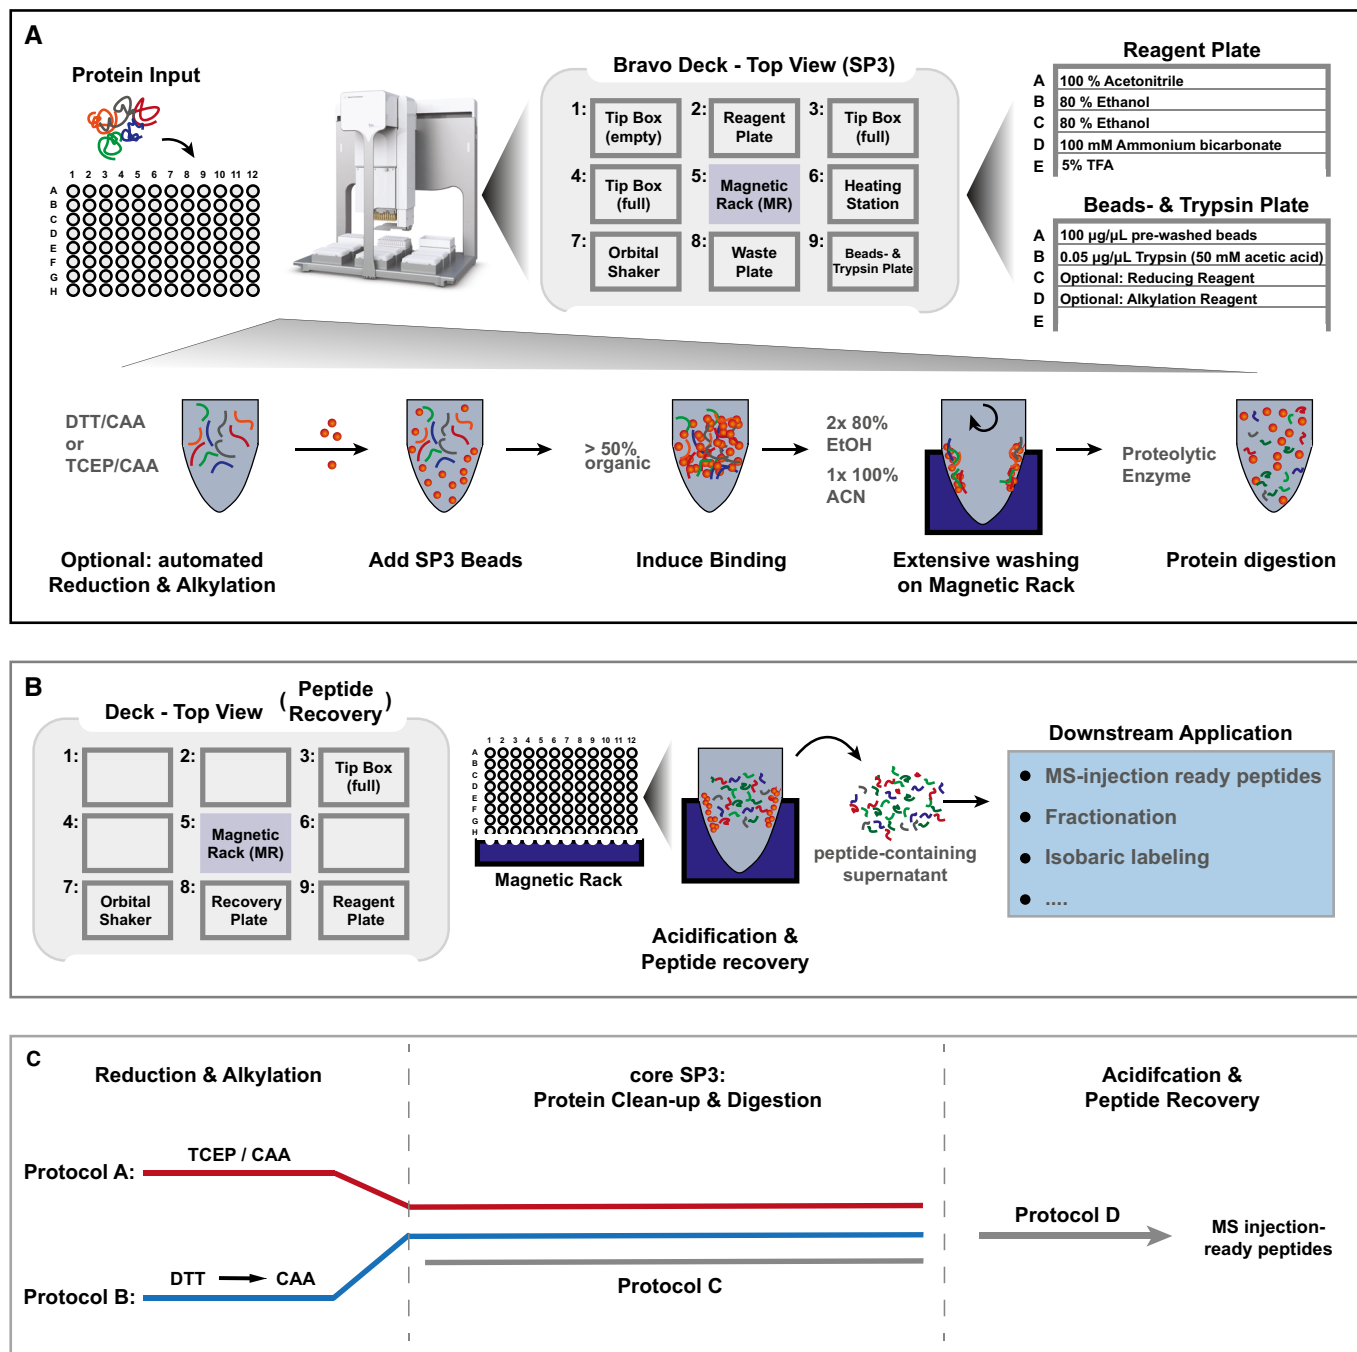 A
Protein Input
1 2 3 4 5 6 7 8 9 10 11 12
A
B
C
D
E
F
G
H
Bravo Deck - Top View (SP3)
1:
Tip Box
(empty)
2:
Reagent
Plate
3:
Tip Box
(full)
4:
Tip Box
(full)
5:
Magnetic
Rack (MR)
6:
Heating
Station
7:
Orbital
Shaker
8:
Waste
Plate
9:
Beads- &
Trypsin Plate
Reagent Plate
A 100 % Acetonitrile
B 80 % Ethanol
C 80 % Ethanol
D 100 mM Ammonium bicarbonate
E 5% TFA
Beads- & Trypsin Plate
A 100 µg/µL pre-washed beads
B 0.05 µg/µL Trypsin (50 mM acetic acid)
C Optional: Reducing Reagent
D Optional: Alkylation Reagent
E
DTT/CAA
or
TCEP/CAA
> 50%
organic
2x 80%
EtOH
1x 100%
ACN
Proteolytic
Enzyme
Optional: automated
Reduction & Alkylation
Add SP3 Beads
Induce Binding
Extensive washing
on Magnetic Rack
Protein digestion
B
Deck - Top View (Peptide
Recovery)
1:
2:
3:
Tip Box
(full)
4:
5:
Magnetic
Rack (MR)
6:
7:
Orbital
Shaker
8:
Recovery
Plate
9:
Reagent
Plate
1 2 3 4 5 6 7 8 9 10 11 12
A
B
C
D
E
F
G
H
Magnetic Rack
Acidification &
Peptide recovery
peptide-containing
supernatant
Downstream Application
● MS-injection ready peptides
● Fractionation
● Isobaric labeling
● ....
C
Reduction & Alkylation
core SP3:
Protein Clean-up & Digestion
Acidifcation &
Peptide Recovery
Protocol A:
TCEP / CAA
Protocol B:
DTT → CAA
Protocol C
Protocol D
MS injection-
ready peptides